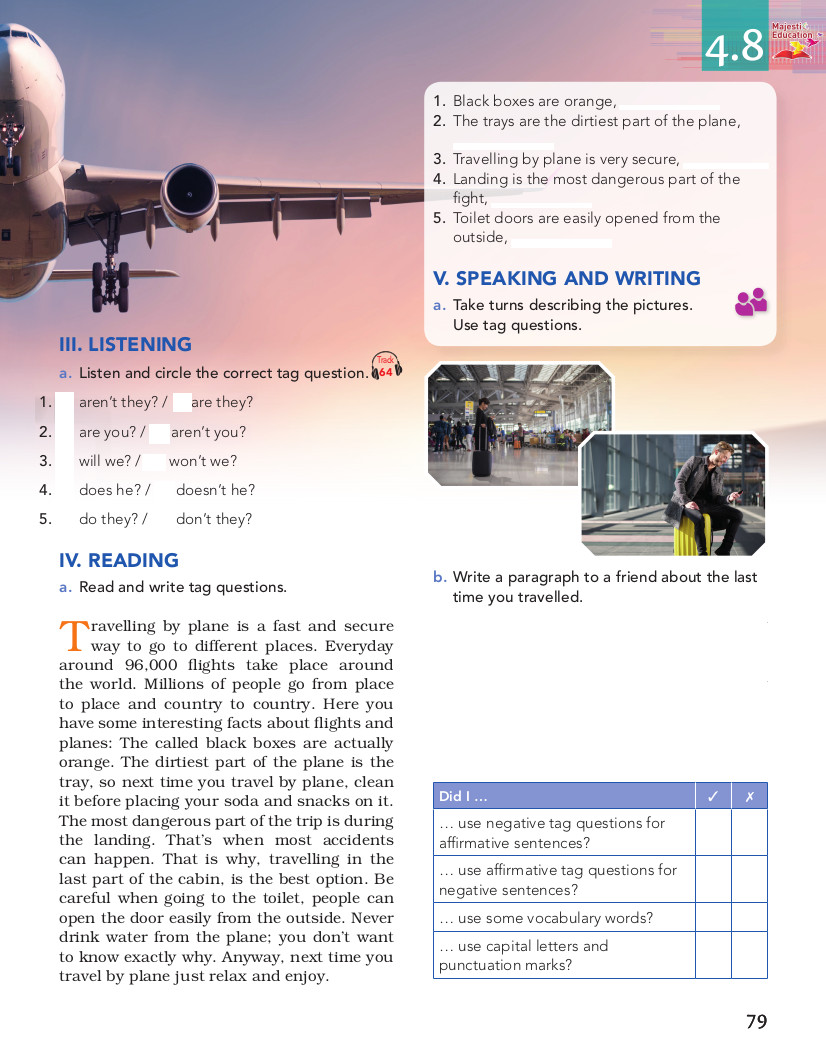 4.8
Majesti
Education
III. LISTENING
a. Listen and circle the correct tag question.
Track
64
1. aren't they? / are they?
2. are you? / aren't you?
3. will we? / won't we?
4. does he? / doesn't he?
5. do they? / don't they?
IV. READING
a. Read and write tag questions.
Travelling by plane is a fast and secure
way to go to different places. Everyday
around 96,000 flights take place around
the world. Millions of people go from place
to place and country to country. Here you
have some interesting facts about flights and
planes: The called black boxes are actually
orange. The dirtiest part of the plane is the
tray, so next time you travel by plane, clean
it before placing your soda and snacks on it.
The most dangerous part of the trip is during
the landing. That's when most accidents
can happen. That is why, travelling in the
last part of the cabin, is the best option. Be
careful when going to the toilet, people can
open the door easily from the outside. Never
drink water from the plane; you don't want
to know exactly why. Anyway, next time you
travel by plane just relax and enjoy.
1. Black boxes are orange,
2. The trays are the dirtiest part of the plane,
3. Travelling by plane is very secure,
4. Landing is the most dangerous part of the
fight,
5. Toilet doors are easily opened from the
outside,
V. SPEAKING AND WRITING
a. Take turns describing the pictures.
Use tag questions.
b. Write a paragraph to a friend about the last
time you travelled.
Did I ... ✓ ✗
... use negative tag questions for
affirmative sentences?
... use affirmative tag questions for
negative sentences?
... use some vocabulary words?
... use capital letters and
punctuation marks?
79